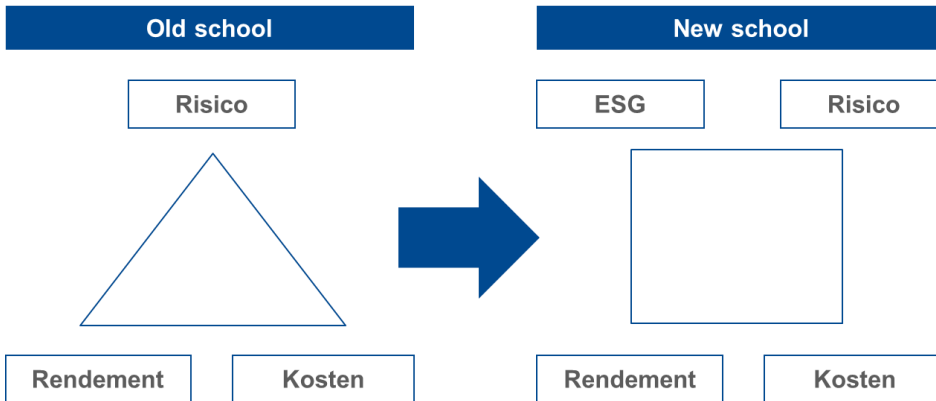 Old school
New school
Risico
ESG
Risico
Rendement
Kosten
Rendement
Kosten